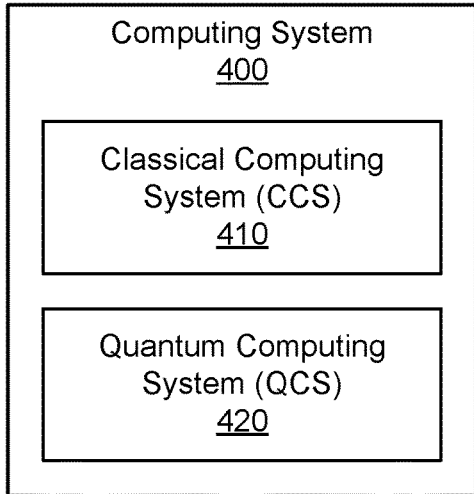 Computing System
400
Classical Computing
System (CCS)
410
Quantum Computing
System (QCS)
420